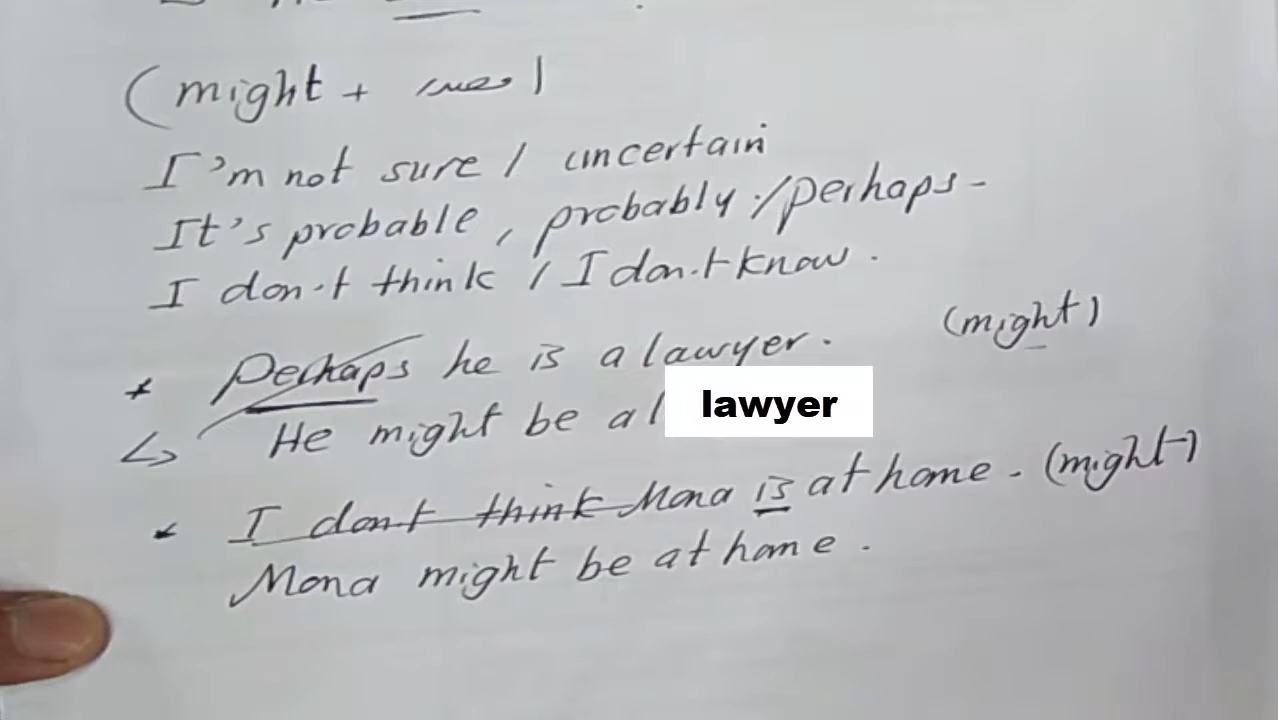 (might + مصدر)
I'm not sure / uncertain
It's probable, probably ./perhaps-
I don't think / I don't know.
* Perhaps he is a lawyer. (might)
↳ He might be a l lawyer
* I don't think Mona is at home. (might)
Mona might be at home.